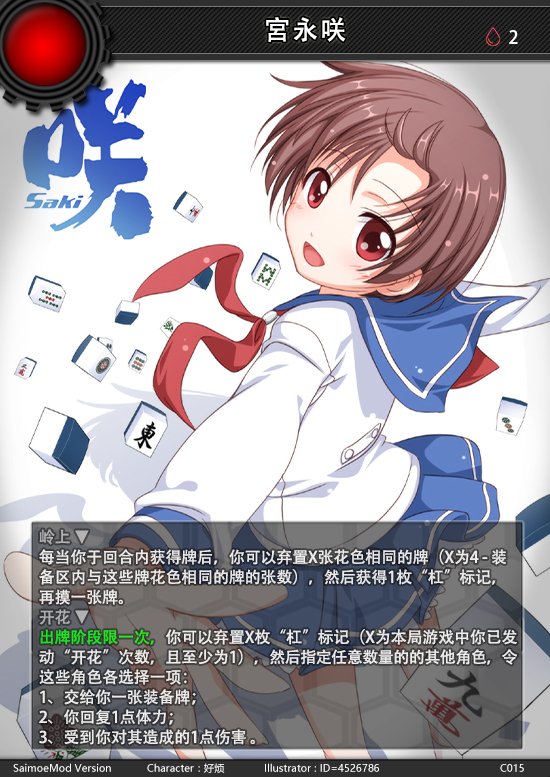 宮永咲
2
咲
Saki
東
九
萬
岭上▼
每当你于回合内获得牌后，你可以弃置X张花色相同的牌（X为4-装
备区内与这些牌花色相同的牌的张数），然后获得1枚“杠”标记，
再摸一张牌。
开花▼
出牌阶段限一次，你可以弃置X枚“杠”标记（X为本局游戏中你已发
动“开花”次数，且至少为1），然后指定任意数量的的其他角色，令
这些角色各选择一项：
1、交给你一张装备牌；
2、你回复1点体力；
3、受到你对其造成的1点伤害。
SaimoeMod Version
Character : 好烦
Illustrator : ID=4526786
C015